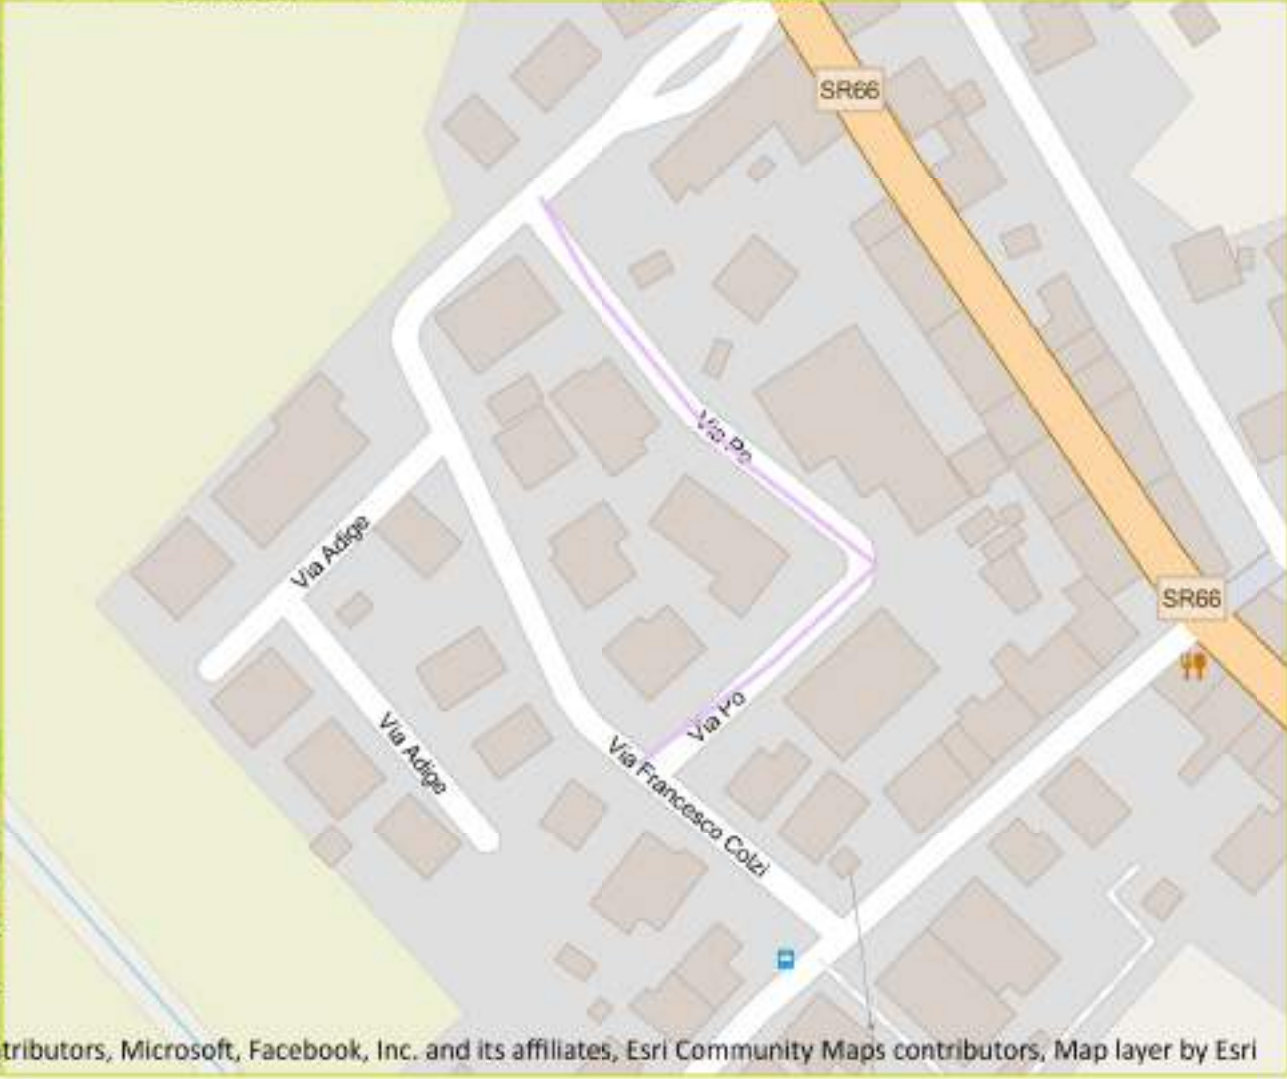 SR66
Via Po
Via Adige
SR66
Via Po
Via Adige
Via Francesco Colzi
tributors, Microsoft, Facebook, Inc. and its affiliates, Esri Community Maps contributors, Map layer by Esri